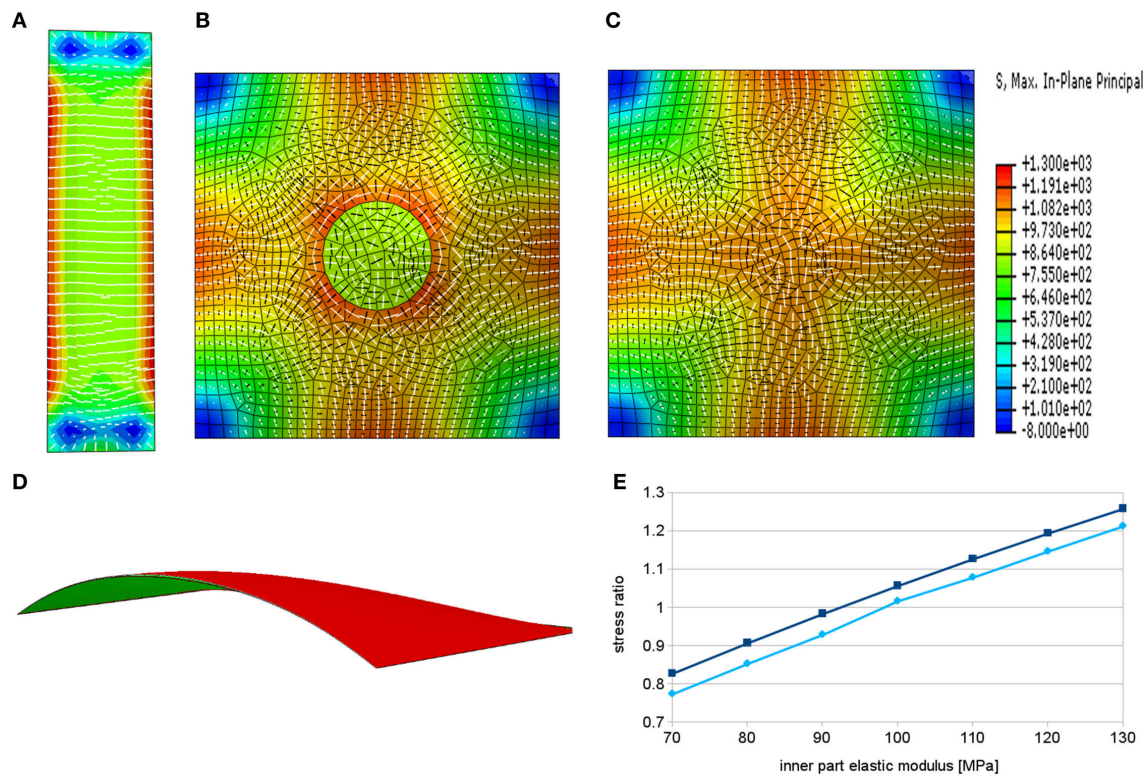 A
B
C
S, Max. In-Plane Principal
+1.300e+03
+1.191e+03
+1.082e+03
+9.730e+02
+8.640e+02
+7.550e+02
+6.460e+02
+5.370e+02
+4.280e+02
+3.190e+02
+2.100e+02
+1.010e+02
-8.000e+00
D
E
1.3
1.2
1.1
1
0.9
0.8
0.7
stress ratio
70 80 90 100 110 120 130
inner part elastic modulus [MPa]